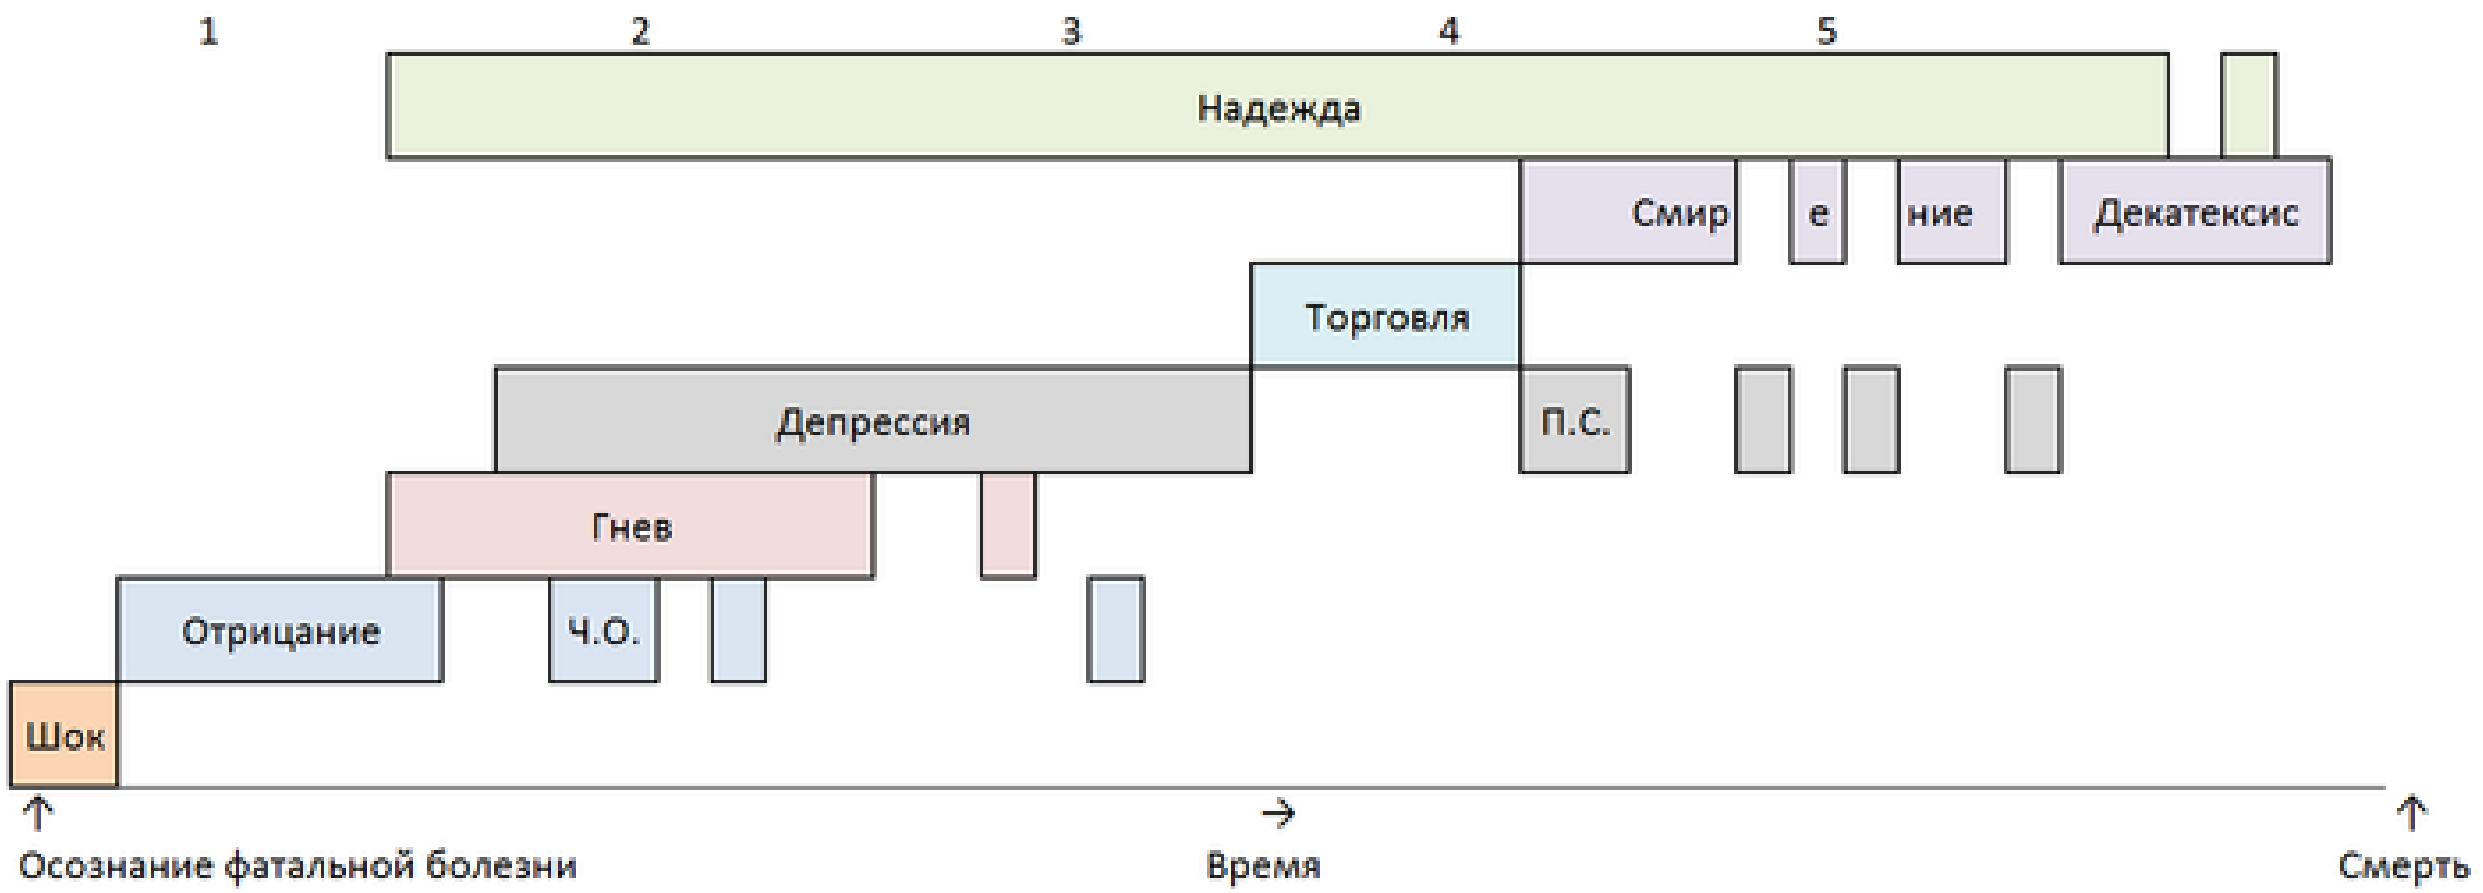 1 2 3 4 5
Надежда
Смир е ние Декатексис
Торговля
Депрессия П.С.
Гнев
Отрицание Ч.О.
Шок
↑ → ↑
Осознание фатальной болезни Время Смерть